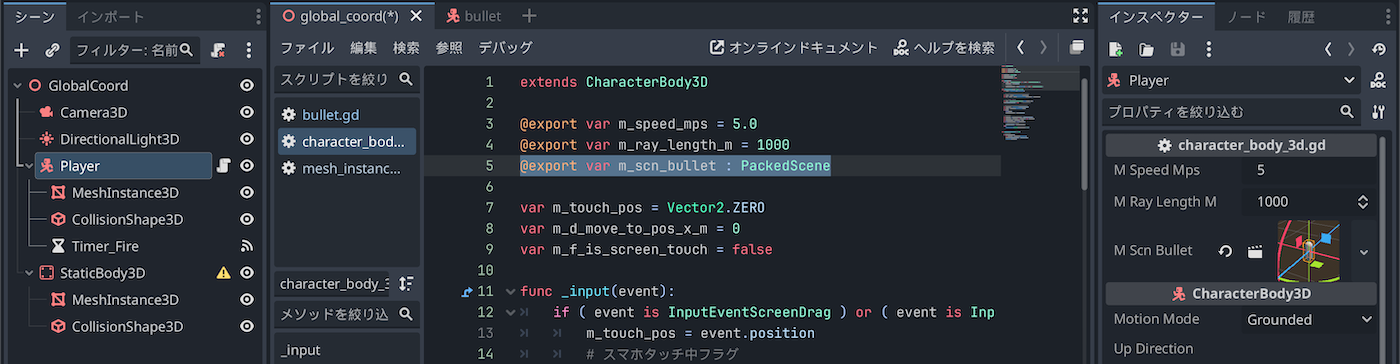 シーン
インポート
フィルター: 名前
GlobalCoord
Camera3D
DirectionalLight3D
Player
MeshInstance3D
CollisionShape3D
Timer_Fire
StaticBody3D
MeshInstance3D
CollisionShape3D
global_coord(*)
bullet
ファイル 編集 検索 参照 デバッグ
オンラインドキュメント
ヘルプを検索
スクリプトを絞り
bullet.gd
character_bod...
mesh_instanc...
character_body_3
メソッドを絞り込
_input
1 extends CharacterBody3D
2
3 @export var m_speed_mps = 5.0
4 @export var m_ray_length_m = 1000
5 @export var m_scn_bullet : PackedScene
6
7 var m_touch_pos = Vector2.ZERO
8 var m_d_move_to_pos_x_m = 0
9 var m_f_is_screen_touch = false
10
11 func _input(event):
12 if ( event is InputEventScreenDrag ) or ( event is Inp
13 m_touch_pos = event.position
14 # スマホタッチ中フラグ
インスペクター
ノード
履歴
Player
プロパティを絞り込む
character_body_3d.gd
M Speed Mps 5
M Ray Length M 1000
M Scn Bullet
CharacterBody3D
Motion Mode Grounded
Up Direction